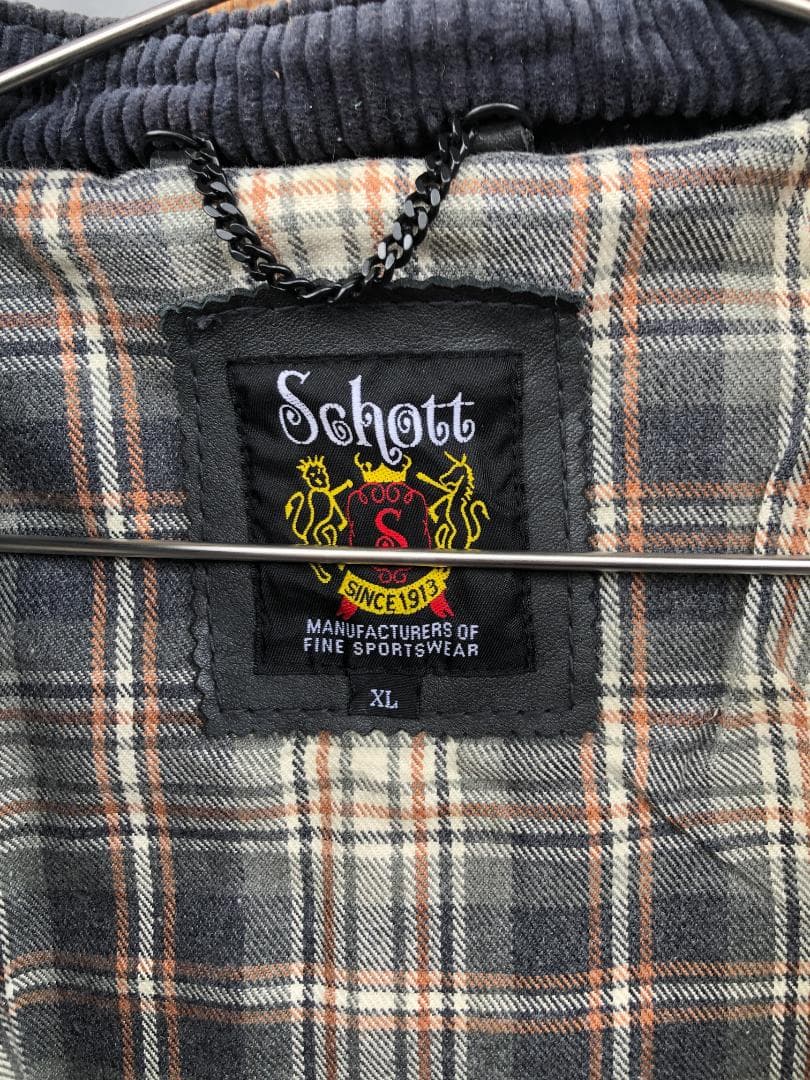 Schott
S
SINCE 1913
MANUFACTURERS OF
FINE SPORTSWEAR
XL